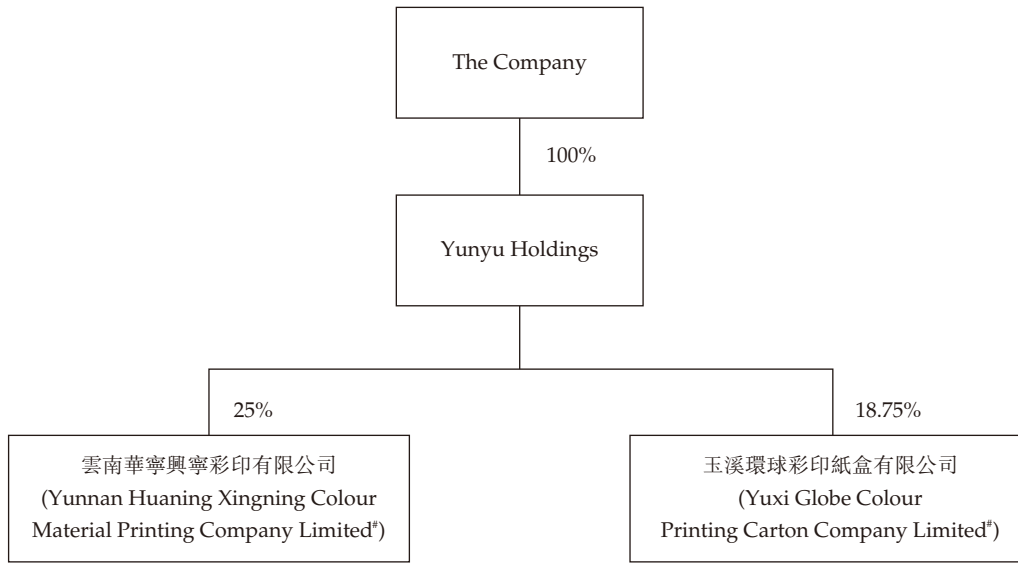 The Company
100%
Yunyu Holdings
25%
18.75%
雲南華寧興寧彩印有限公司
(Yunnan Huaning Xingning Colour
Material Printing Company Limited#)
玉溪環球彩印紙盒有限公司
(Yuxi Globe Colour
Printing Carton Company Limited#)